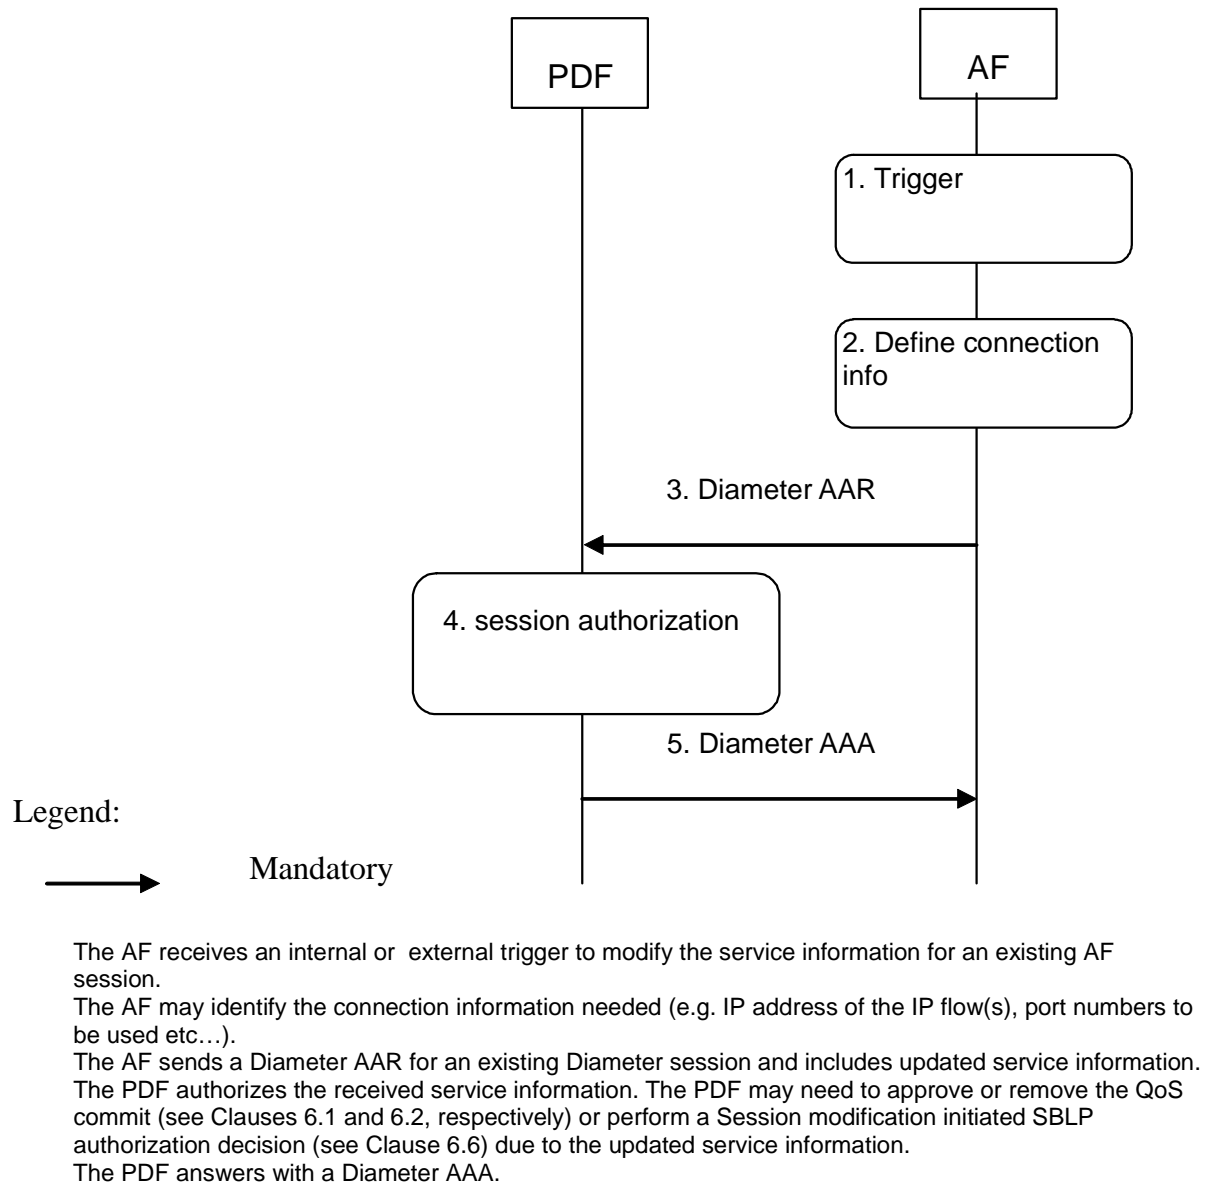 PDF
AF
1. Trigger
2. Define connection
info
3. Diameter AAR
4. session authorization
5. Diameter AAA
Legend:
Mandatory
The AF receives an internal or  external trigger to modify the service information for an existing AF
session.
The AF may identify the connection information needed (e.g. IP address of the IP flow(s), port numbers to
be used etc…).
The AF sends a Diameter AAR for an existing Diameter session and includes updated service information.
The PDF authorizes the received service information. The PDF may need to approve or remove the QoS
commit (see Clauses 6.1 and 6.2, respectively) or perform a Session modification initiated SBLP
authorization decision (see Clause 6.6) due to the updated service information.
The PDF answers with a Diameter AAA.